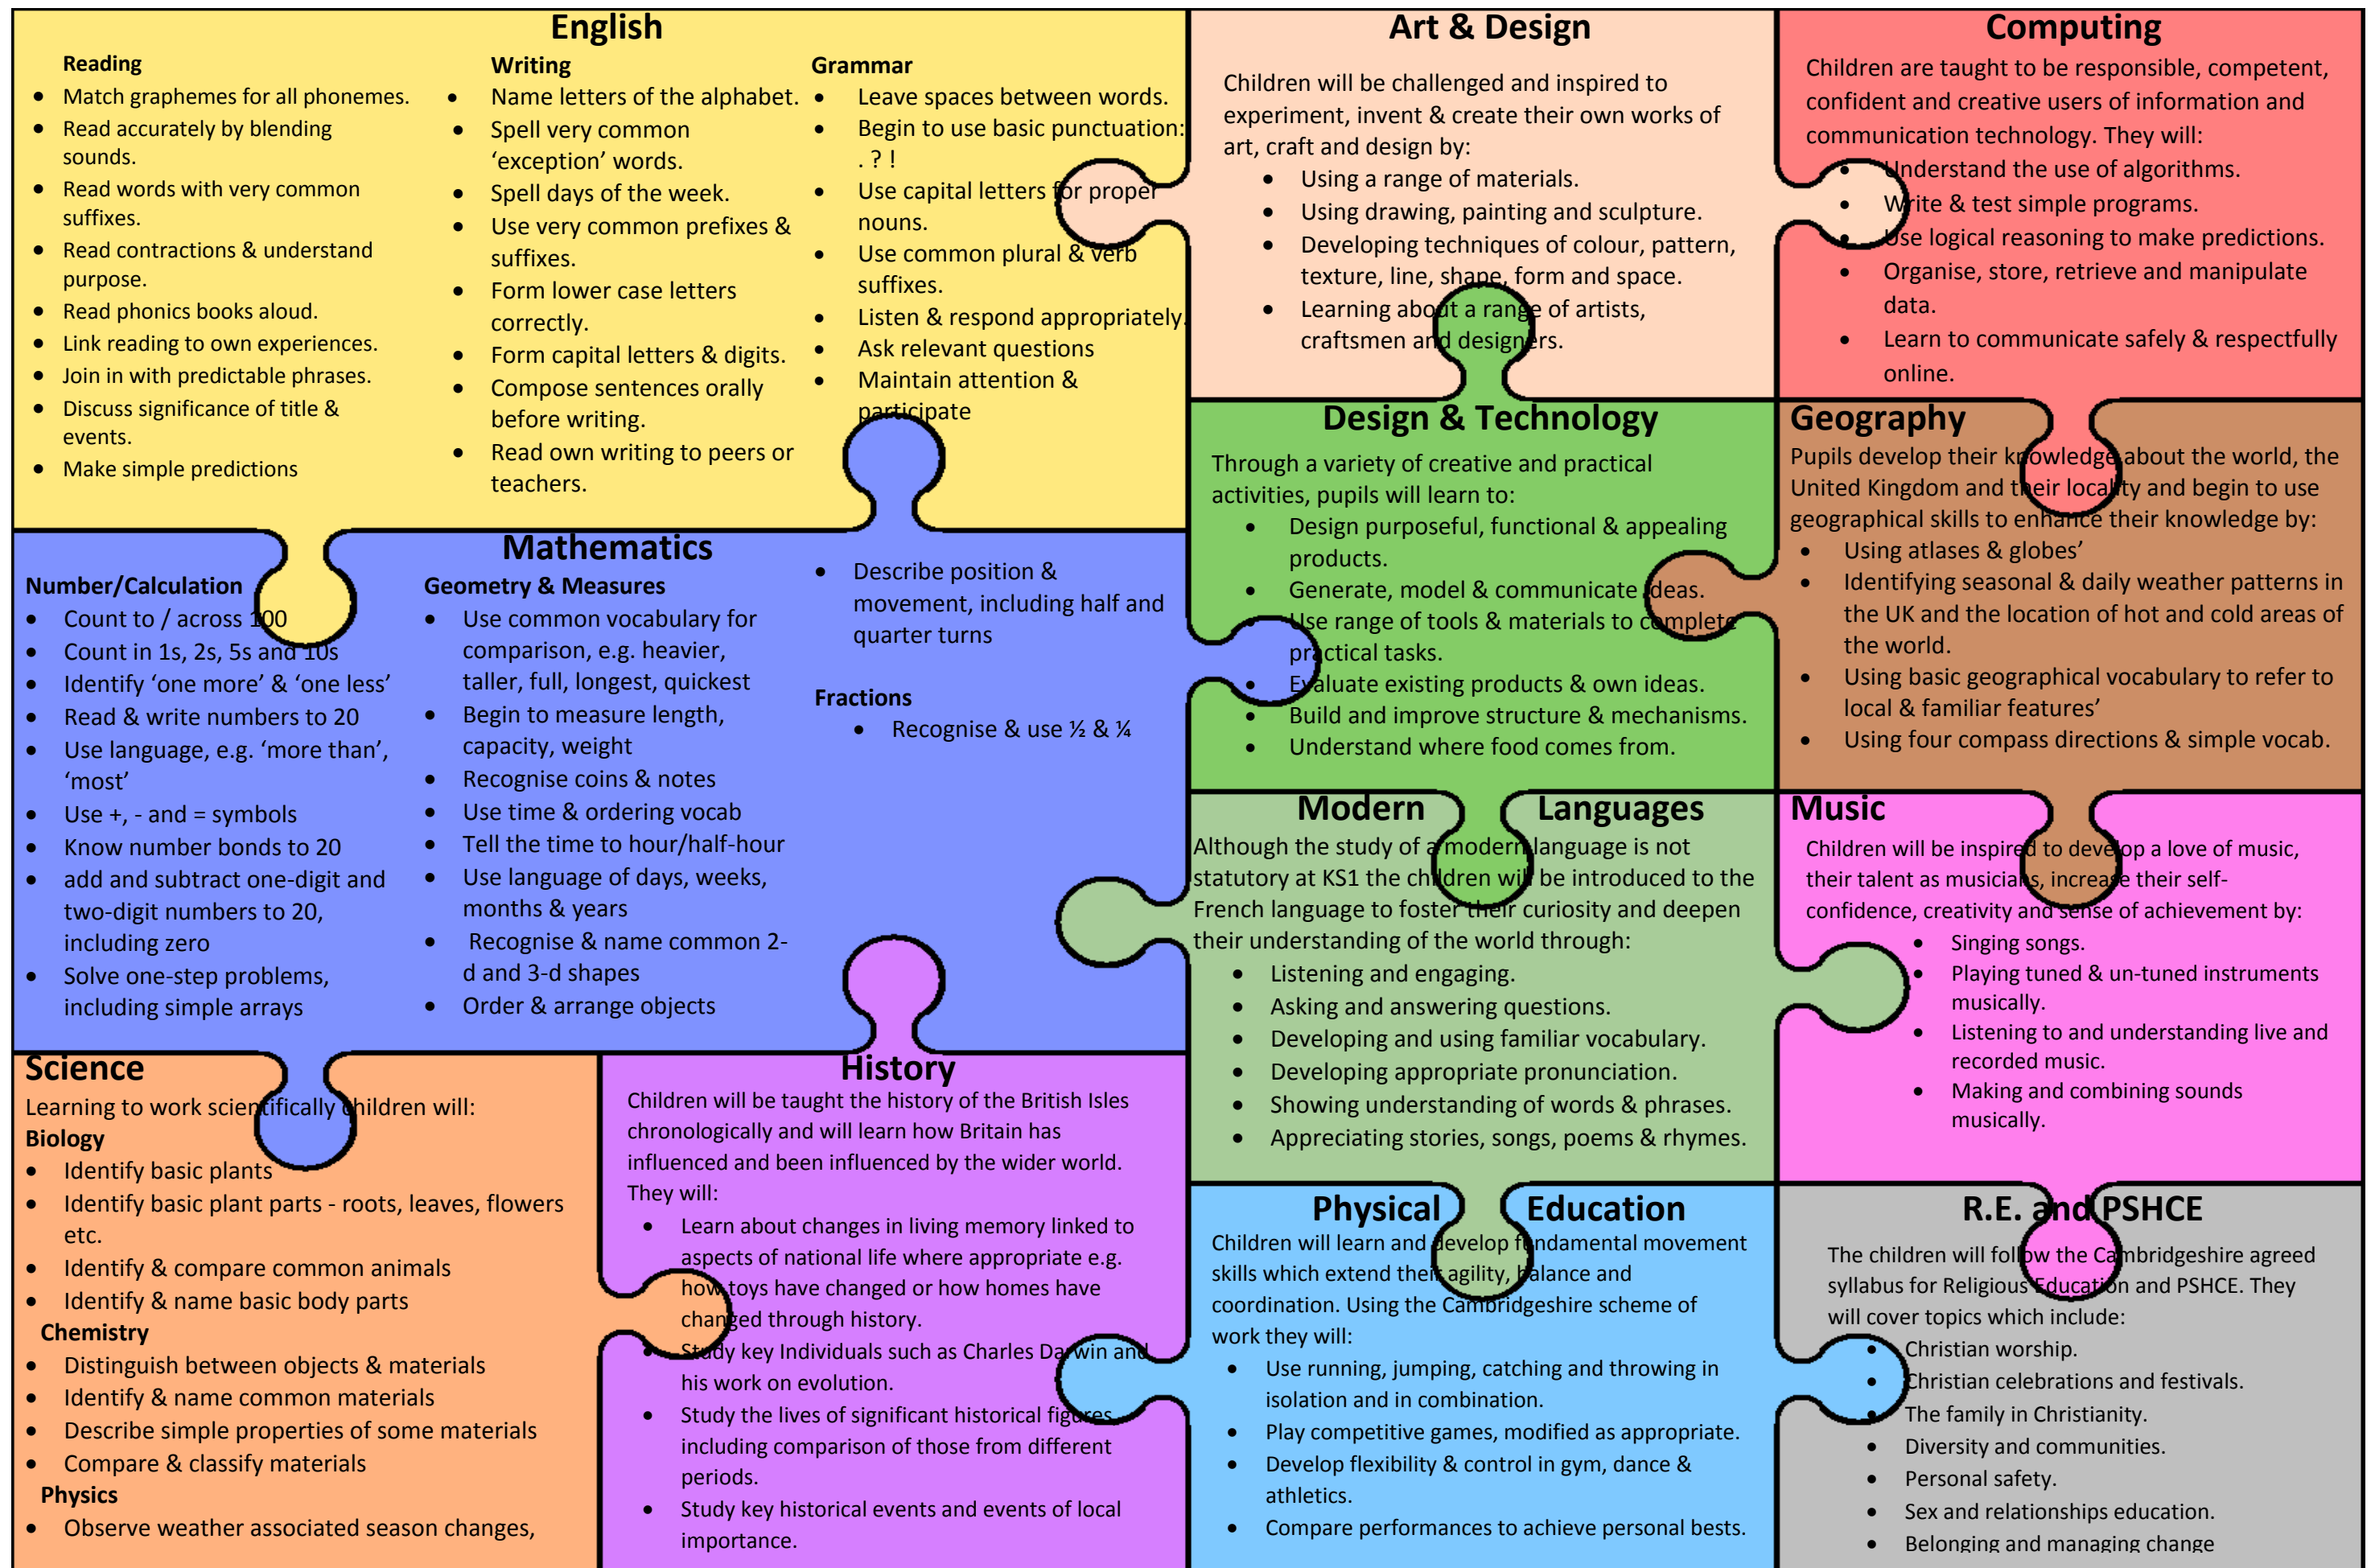 English
Reading
• Match graphemes for all phonemes.
• Read accurately by blending
sounds.
• Read words with very common
suffixes.
• Read contractions & understand
purpose.
• Read phonics books aloud.
• Link reading to own experiences.
• Join in with predictable phrases.
• Discuss significance of title &
events.
• Make simple predictions
Writing
• Name letters of the alphabet.
• Spell very common
‘exception’ words.
• Spell days of the week.
• Use very common prefixes &
suffixes.
• Form lower case letters
correctly.
• Form capital letters & digits.
• Compose sentences orally
before writing.
• Read own writing to peers or
teachers.
Grammar
• Leave spaces between words.
• Begin to use basic punctuation:
. ? !
• Use capital letters for proper
nouns.
• Use common plural & verb
suffixes.
• Listen & respond appropriately.
• Ask relevant questions
• Maintain attention &
participate
Art & Design
Children will be challenged and inspired to
experiment, invent & create their own works of
art, craft and design by:
• Using a range of materials.
• Using drawing, painting and sculpture.
• Developing techniques of colour, pattern,
texture, line, shape, form and space.
• Learning about a range of artists,
craftsmen and designers.
Computing
Children are taught to be responsible, competent,
confident and creative users of information and
communication technology. They will:
• Understand the use of algorithms.
• Write & test simple programs.
• Use logical reasoning to make predictions.
• Organise, store, retrieve and manipulate
data.
• Learn to communicate safely & respectfully
online.
Mathematics
Number/Calculation
• Count to / across 100
• Count in 1s, 2s, 5s and 10s
• Identify ‘one more’ & ‘one less’
• Read & write numbers to 20
• Use language, e.g. ‘more than’,
‘most’
• Use +, - and = symbols
• Know number bonds to 20
• add and subtract one-digit and
two-digit numbers to 20,
including zero
• Solve one-step problems,
including simple arrays
Geometry & Measures
• Use common vocabulary for
comparison, e.g. heavier,
taller, full, longest, quickest
• Begin to measure length,
capacity, weight
• Recognise coins & notes
• Use time & ordering vocab
• Tell the time to hour/half-hour
• Use language of days, weeks,
months & years
• Recognise & name common 2-
d and 3-d shapes
• Order & arrange objects
• Describe position &
movement, including half and
quarter turns
Fractions
• Recognise & use ½ & ¼
Design & Technology
Through a variety of creative and practical
activities, pupils will learn to:
• Design purposeful, functional & appealing
products.
• Generate, model & communicate ideas.
• Use range of tools & materials to complete
practical tasks.
• Evaluate existing products & own ideas.
• Build and improve structure & mechanisms.
• Understand where food comes from.
Geography
Pupils develop their knowledge about the world, the
United Kingdom and their locality and begin to use
geographical skills to enhance their knowledge by:
• Using atlases & globes’
• Identifying seasonal & daily weather patterns in
the UK and the location of hot and cold areas of
the world.
• Using basic geographical vocabulary to refer to
local & familiar features’
• Using four compass directions & simple vocab.
Modern Languages
Although the study of a modern language is not
statutory at KS1 the children will be introduced to the
French language to foster their curiosity and deepen
their understanding of the world through:
• Listening and engaging.
• Asking and answering questions.
• Developing and using familiar vocabulary.
• Developing appropriate pronunciation.
• Showing understanding of words & phrases.
• Appreciating stories, songs, poems & rhymes.
Music
Children will be inspired to develop a love of music,
their talent as musicians, increase their self-
confidence, creativity and sense of achievement by:
• Singing songs.
• Playing tuned & un-tuned instruments
musically.
• Listening to and understanding live and
recorded music.
• Making and combining sounds
musically.
Science
Learning to work scientifically children will:
Biology
• Identify basic plants
• Identify basic plant parts - roots, leaves, flowers
etc.
• Identify & compare common animals
• Identify & name basic body parts
Chemistry
• Distinguish between objects & materials
• Identify & name common materials
• Describe simple properties of some materials
• Compare & classify materials
Physics
• Observe weather associated season changes,
History
Children will be taught the history of the British Isles
chronologically and will learn how Britain has
influenced and been influenced by the wider world.
They will:
• Learn about changes in living memory linked to
aspects of national life where appropriate e.g.
how toys have changed or how homes have
changed through history.
• Study key Individuals such as Charles Darwin and
his work on evolution.
• Study the lives of significant historical figures
including comparison of those from different
periods.
• Study key historical events and events of local
importance.
Physical Education
Children will learn and develop fundamental movement
skills which extend their agility, balance and
coordination. Using the Cambridgeshire scheme of
work they will:
• Use running, jumping, catching and throwing in
isolation and in combination.
• Play competitive games, modified as appropriate.
• Develop flexibility & control in gym, dance &
athletics.
• Compare performances to achieve personal bests.
R.E. and PSHCE
The children will follow the Cambridgeshire agreed
syllabus for Religious Education and PSHCE. They
will cover topics which include:
• Christian worship.
• Christian celebrations and festivals.
• The family in Christianity.
• Diversity and communities.
• Personal safety.
• Sex and relationships education.
• Belonging and managing change